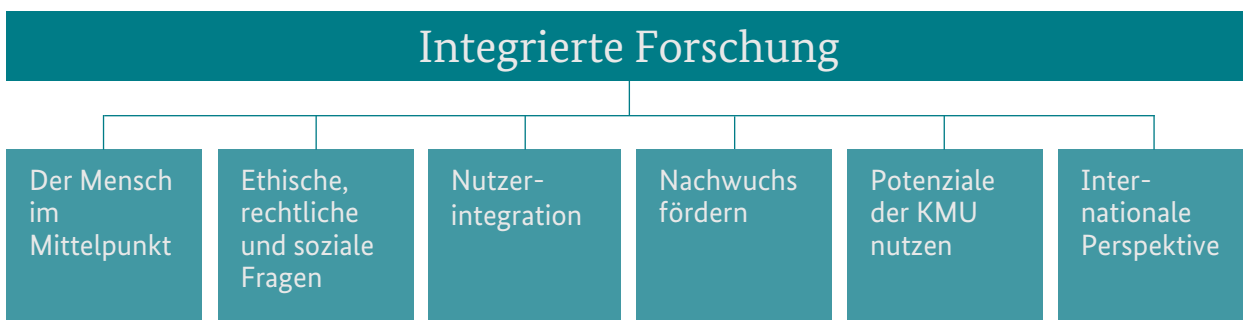 Integrierte Forschung
Der Mensch
im
Mittelpunkt
Ethische,
rechtliche
und soziale
Fragen
Nutzer-
integration
Nachwuchs
fördern
Potenziale
der KMU
nutzen
Inter-
nationale
Perspektive